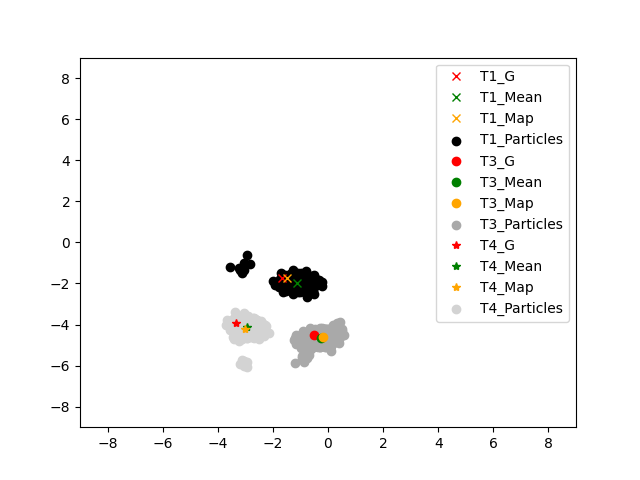 8
6
4
2
0
−2
−4
−6
−8
−8
−6
−4
−2
0
2
4
6
8
T1_G
T1_Mean
T1_Map
T1_Particles
T3_G
T3_Mean
T3_Map
T3_Particles
T4_G
T4_Mean
T4_Map
T4_Particles